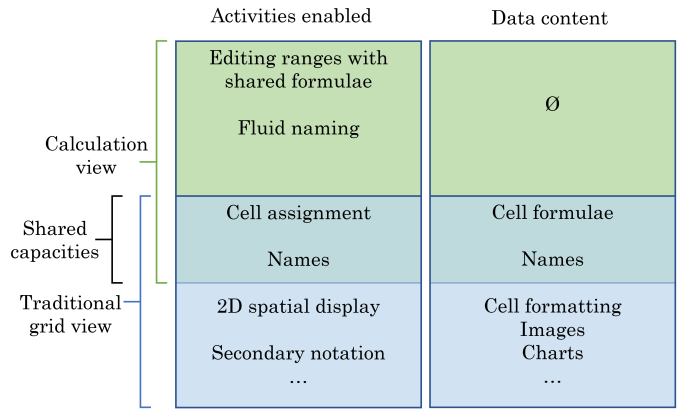 Activities enabled
Data content
Editing ranges with
shared formulae
Fluid naming
Ø
Calculation
view
Cell assignment
Names
Cell formulae
Names
Shared
capacities
Traditional
grid view
2D spatial display
Secondary notation
…
Cell formatting
Images
Charts
…